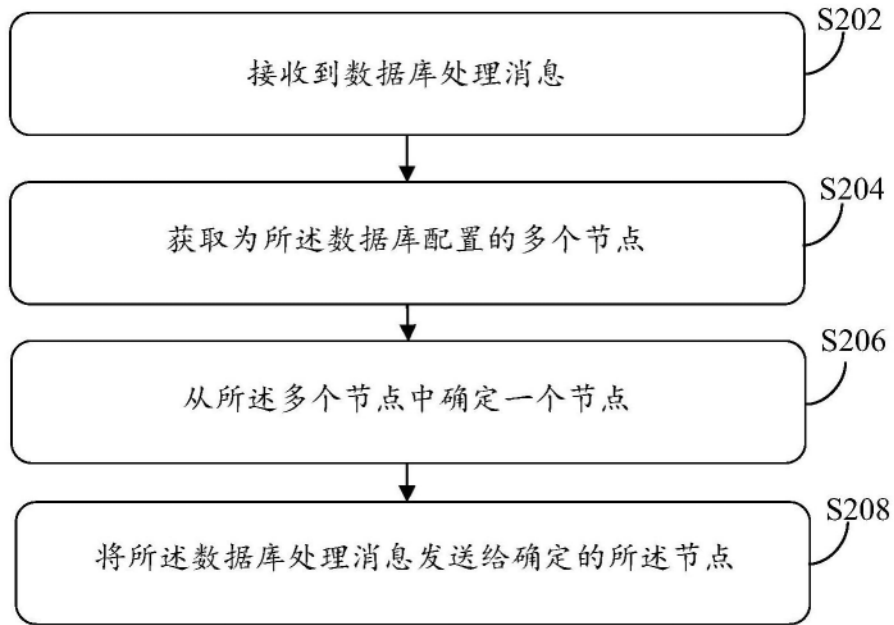 S202
接收到数据库处理消息
S204
获取为所述数据库配置的多个节点
S206
从所述多个节点中确定一个节点
S208
将所述数据库处理消息发送给确定的所述节点